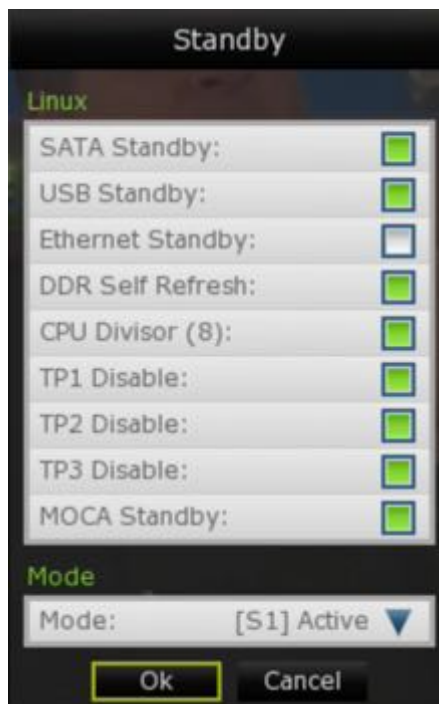 Standby
Linux
SATA Standby:
USB Standby:
Ethernet Standby:
DDR Self Refresh:
CPU Divisor (8):
TP1 Disable:
TP2 Disable:
TP3 Disable:
MOCA Standby:
Mode
Mode: [S1] Active
Ok Cancel